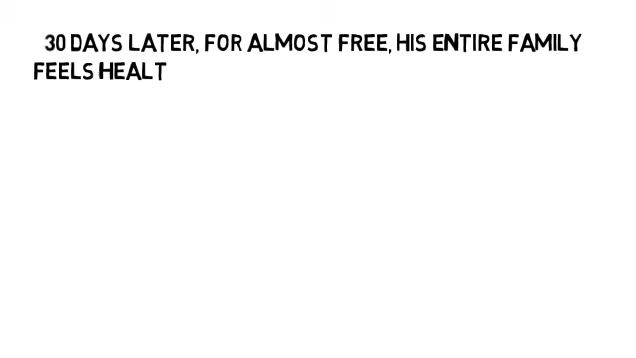 30 DAYS LATER, FOR ALMOST FREE, HIS ENTIRE FAMILY
FEELS HEALT